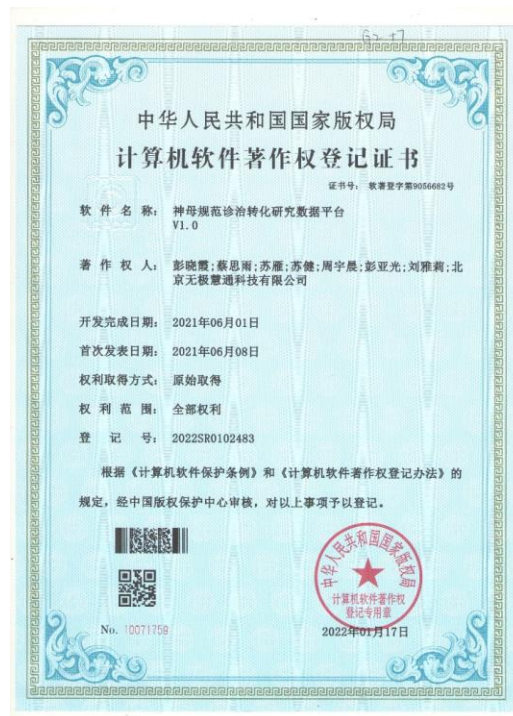 G2-+7
中华人民共和国国家版权局
计算机软件著作权登记证书
证书号： 软著登字第9056682号
软件名称： 神母规范诊治转化研究数据平台
V1.0
著作权人： 彭晓霞;蔡思雨;苏雁;苏健;周宇晨;彭亚光;刘雅莉;北
京无极慧通科技有限公司
开发完成日期： 2021年06月01日
首次发表日期： 2021年06月08日
权利取得方式： 原始取得
权利范围： 全部权利
登记号： 2022SR0102483
根据《计算机软件保护条例》和《计算机软件著作权登记办法》的
规定，经中国版权保护中心审核，对以上事项予以登记。
中华人民共和国国家版权局
计算机软件著作权
登记专用章
No. 10071759
2022年01月17日